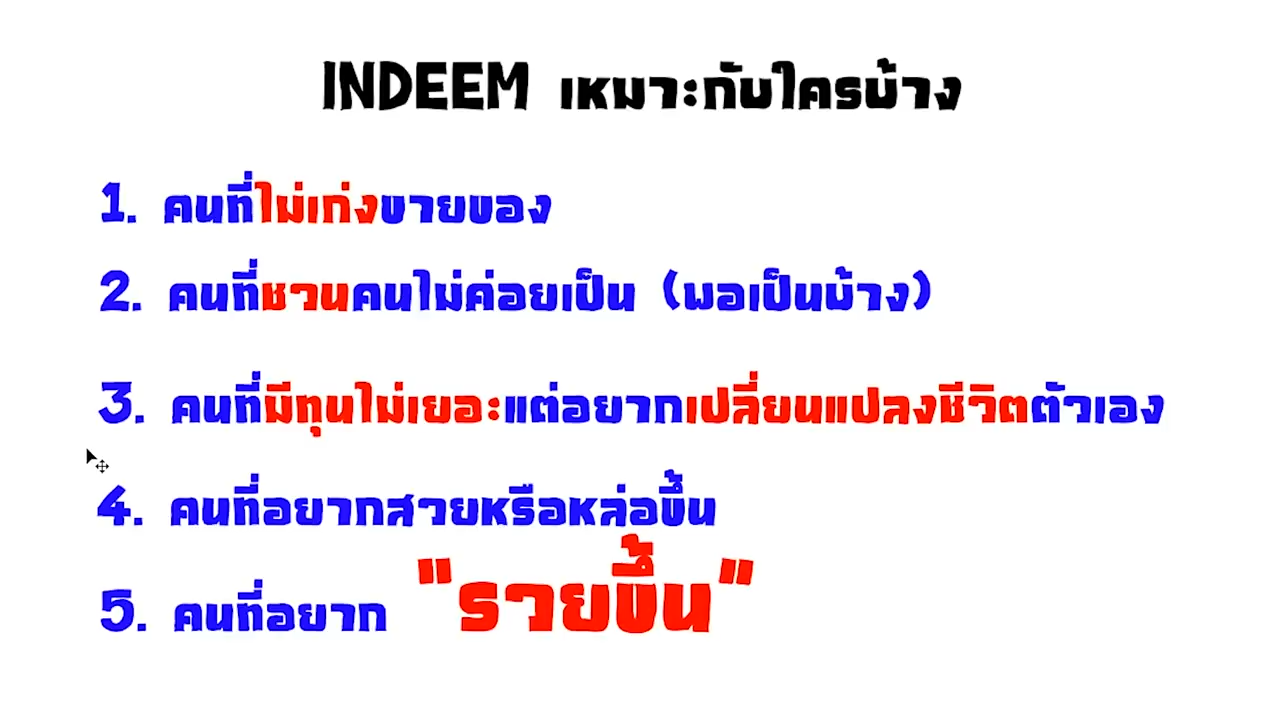 INDEEM เหมาะกับใครบ้าง
1. คนที่ไม่เก่งขายของ
2. คนที่ชวนคนไม่ค่อยเป็น (พอเป็นบ้าง)
3. คนที่มีทุนไม่เยอะแต่อยากเปลี่ยนแปลงชีวิตตัวเอง
4. คนที่อยากสวยหรือหล่อขึ้น
5. คนที่อยาก "รวยขึ้น"